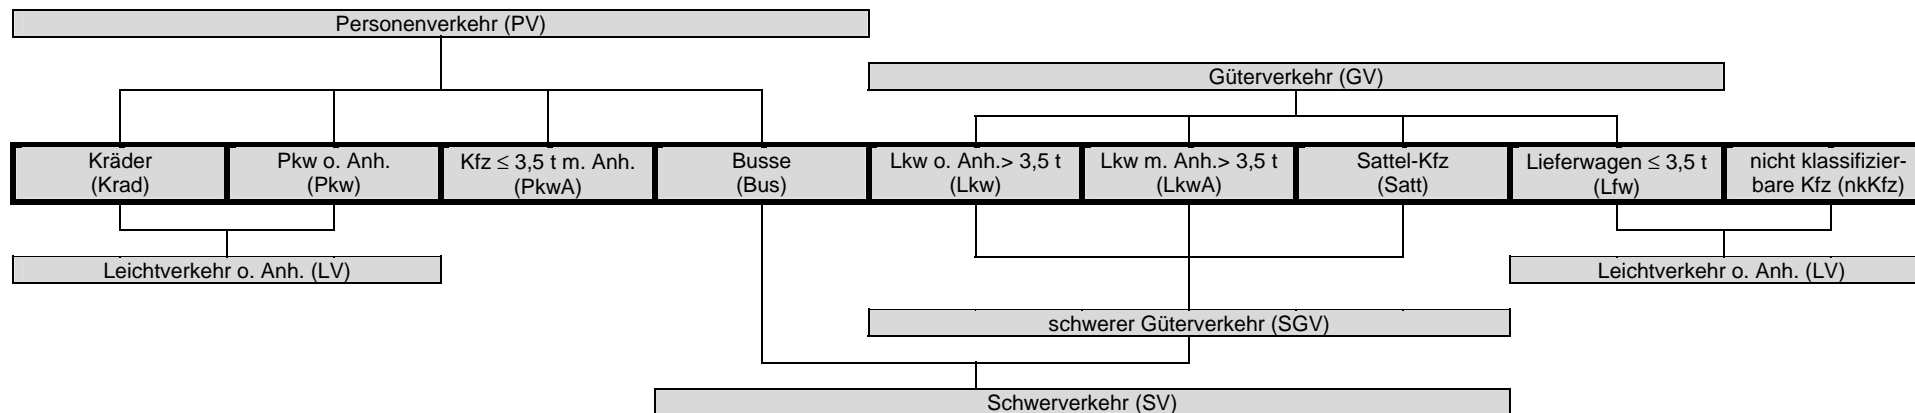 Personenverkehr (PV)
Güterverkehr (GV)
Kräder
(Krad)
Pkw o. Anh.
(Pkw)
Kfz ≤ 3,5 t m. Anh.
(PkwA)
Busse
(Bus)
Lkw o. Anh.> 3,5 t
(Lkw)
Lkw m. Anh.> 3,5 t
(LkwA)
Sattel-Kfz
(Satt)
Lieferwagen ≤ 3,5 t
(Lfw)
nicht klassifizier-
bare Kfz (nkKfz)
Leichtverkehr o. Anh. (LV)
Leichtverkehr o. Anh. (LV)
schwerer Güterverkehr (SGV)
Schwerverkehr (SV)